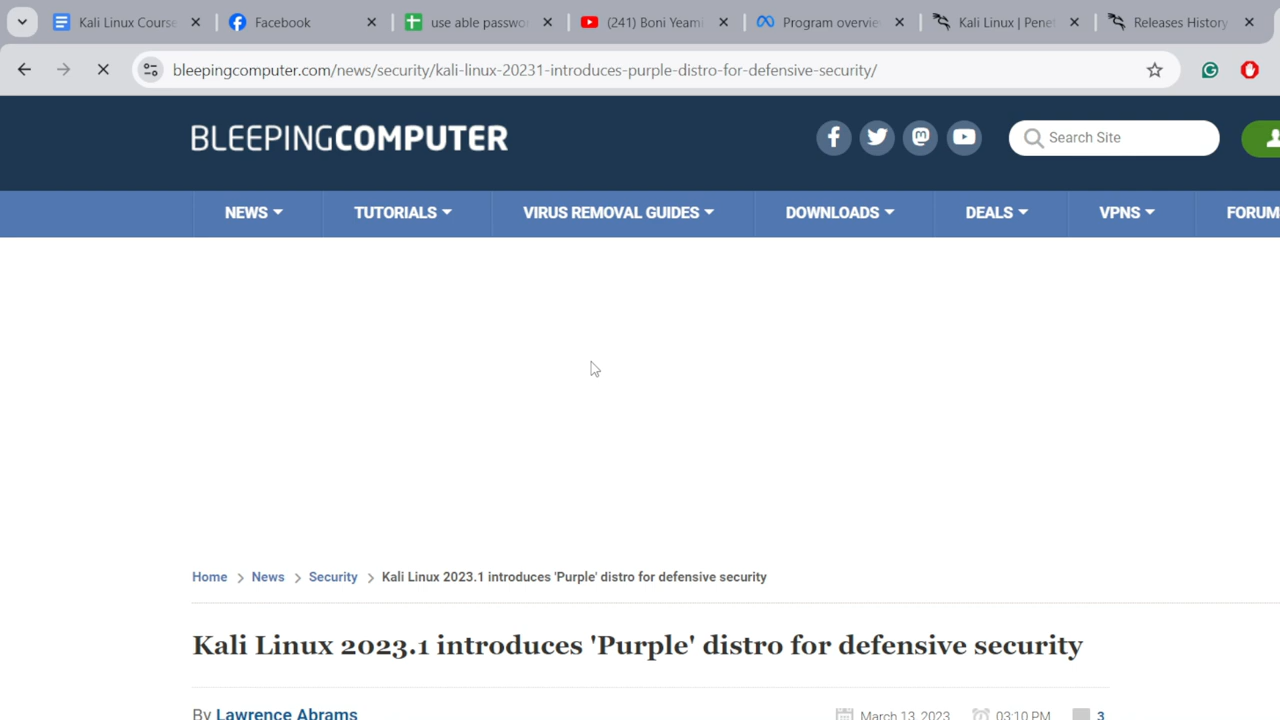 Kali Linux Course
Facebook
use able passwo
(241) Boni Yeami
Program overvie
Kali Linux | Pene
Releases History
bleepingcomputer.com/news/security/kali-linux-20231-introduces-purple-distro-for-defensive-security/
BLEEPINGCOMPUTER
Search Site
NEWS
TUTORIALS
VIRUS REMOVAL GUIDES
DOWNLOADS
DEALS
VPNS
FORUM
Home > News > Security > Kali Linux 2023.1 introduces 'Purple' distro for defensive security
Kali Linux 2023.1 introduces 'Purple' distro for defensive security
By Lawrence Abrams
March 13, 2023
03:10 PM
3